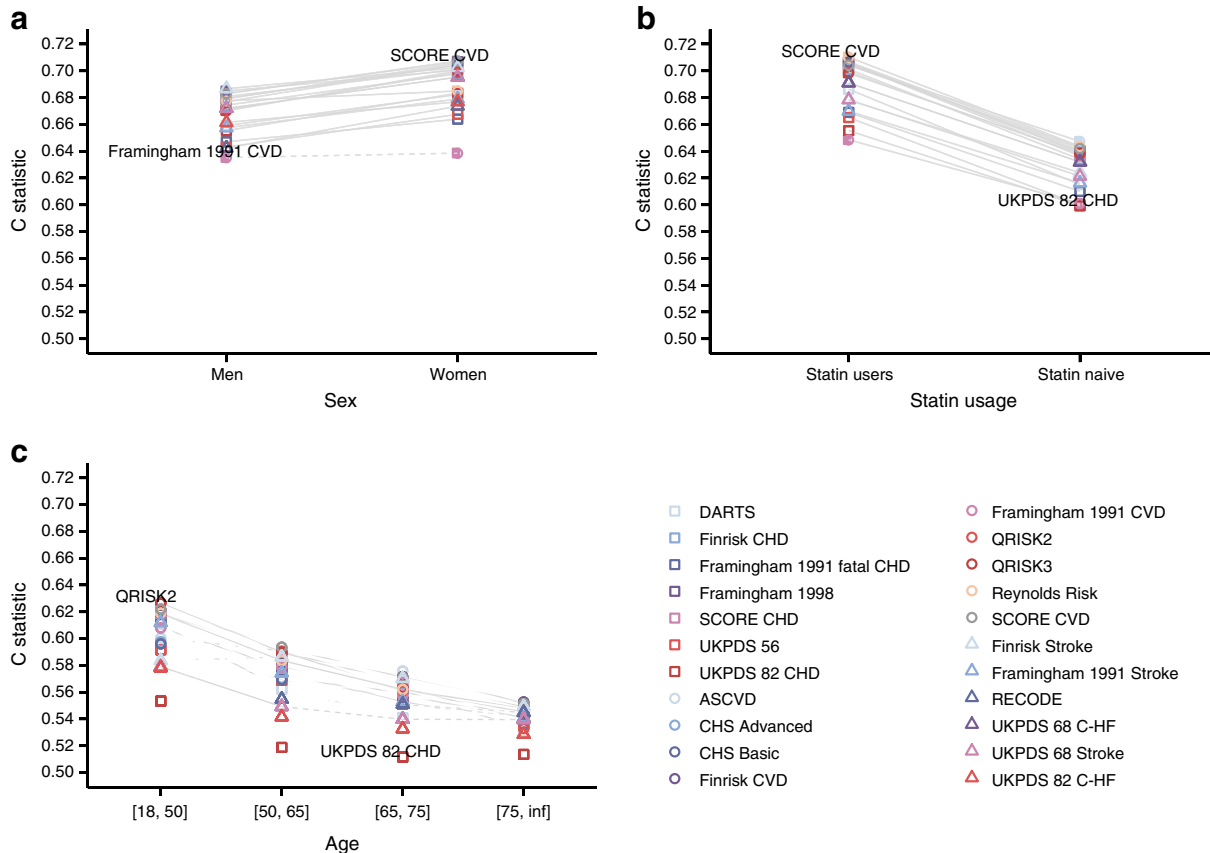 a
0.72
0.70
0.68
0.66
0.64
0.62
0.60
0.58
0.56
0.54
0.52
0.50
C statistic
SCORE CVD
Framingham 1991 CVD
Men
Women
Sex
b
0.72
0.70
0.68
0.66
0.64
0.62
0.60
0.58
0.56
0.54
0.52
0.50
C statistic
SCORE CVD
UKPDS 82 CHD
Statin users
Statin naive
Statin usage
c
0.72
0.70
0.68
0.66
0.64
0.62
0.60
0.58
0.56
0.54
0.52
0.50
C statistic
QRISK2
UKPDS 82 CHD
[18, 50]
[50, 65]
[65, 75]
[75, inf]
Age
DARTS
Finrisk CHD
Framingham 1991 fatal CHD
Framingham 1998
SCORE CHD
UKPDS 56
UKPDS 82 CHD
ASCVD
CHS Advanced
CHS Basic
Finrisk CVD
Framingham 1991 CVD
QRISK2
QRISK3
Reynolds Risk
SCORE CVD
Finrisk Stroke
Framingham 1991 Stroke
RECODE
UKPDS 68 C-HF
UKPDS 68 Stroke
UKPDS 82 C-HF